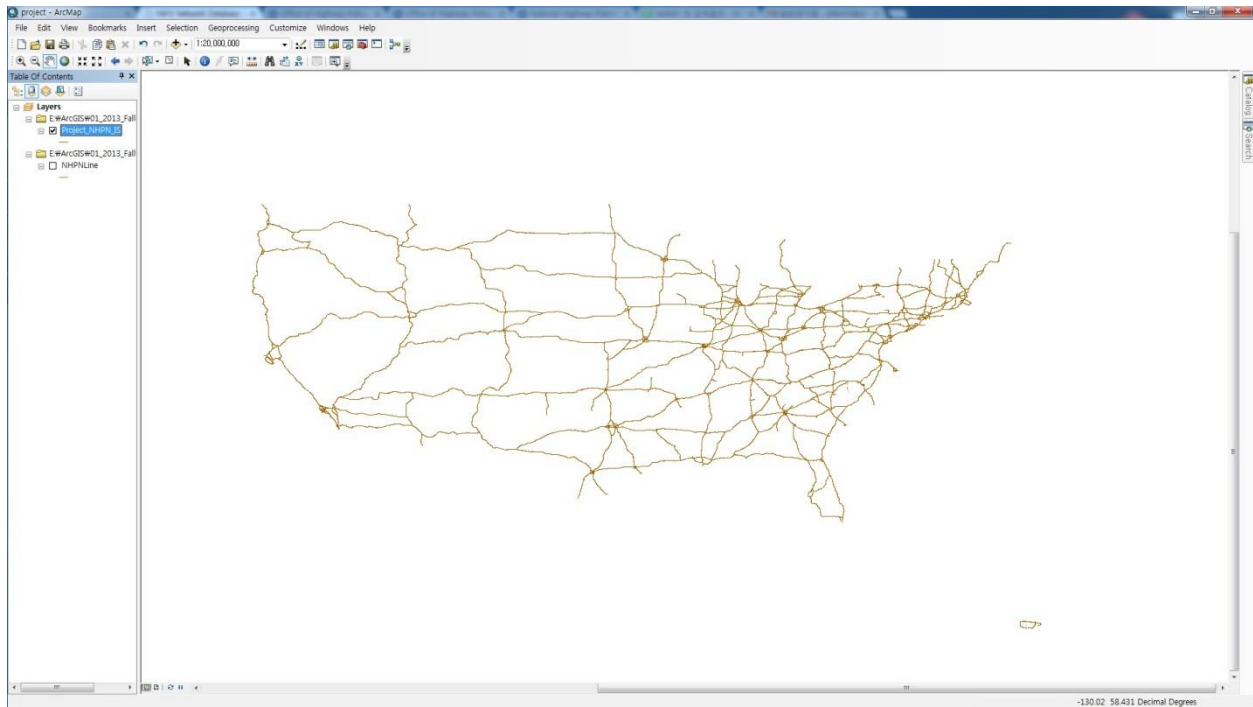 project - ArcMap
File Edit View Bookmarks Insert Selection Geoprocessing Customize Windows Help
1:20,000,000
Table Of Contents
Layers
E:₩ArcGIS₩01_2013_Fall
Project_NHPN_IS
E:₩ArcGIS₩01_2013_Fall
NHPNLine
Catalog
Search
-130.02 58.431 Decimal Degrees